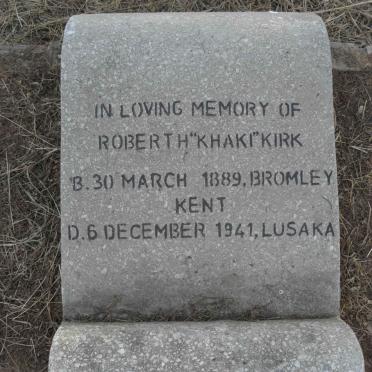 IN LOVING MEMORY OF
ROBERT H "KHAKI" KIRK
B.30 MARCH 1889, BROMLEY
KENT
D.6 DECEMBER 1941, LUSAKA